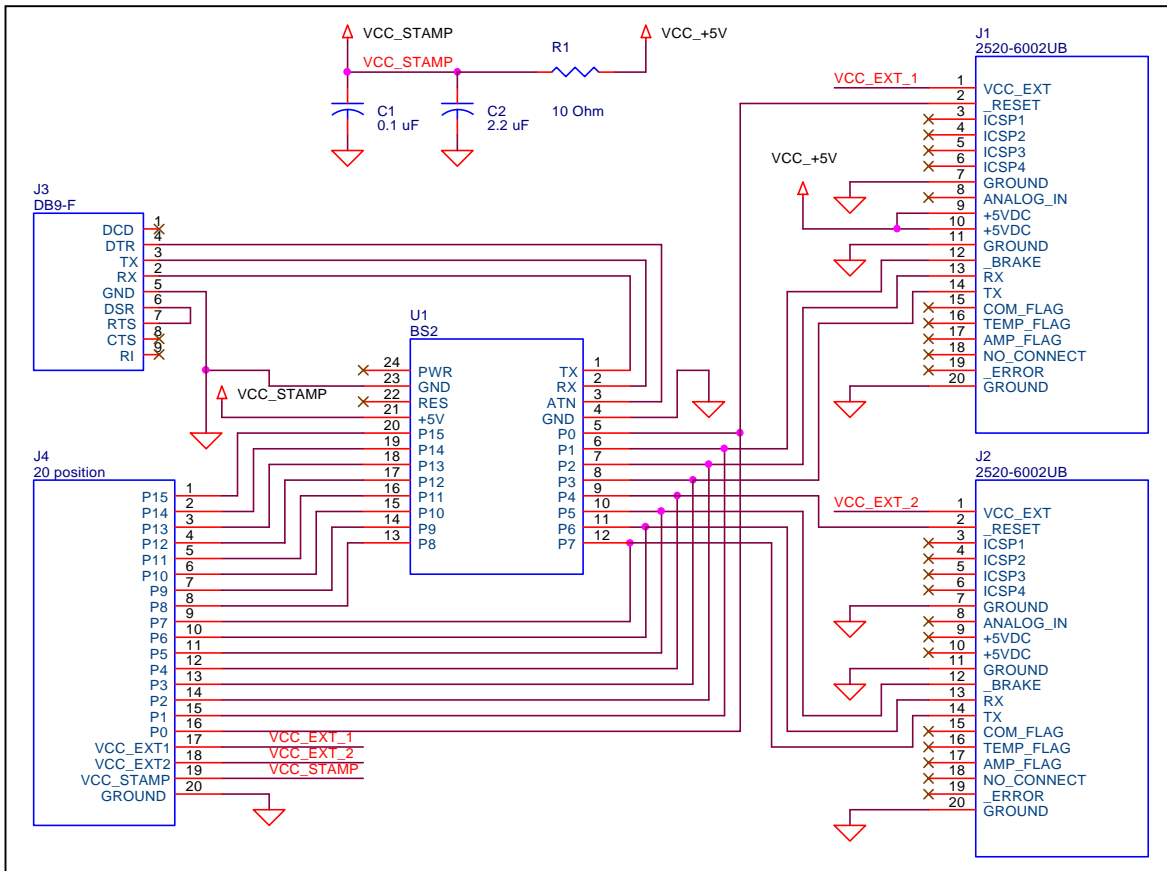 VCC_STAMP
VCC_STAMP
R1
VCC_+5V
C1
0.1 uF
C2
2.2 uF
10 Ohm
J1
2520-6002UB
VCC_EXT_1
1 VCC_EXT
2 _RESET
3 ICSP1
4 ICSP2
5 ICSP3
6 ICSP4
7 GROUND
8 ANALOG_IN
9 +5VDC
10 +5VDC
11 GROUND
12 _BRAKE
13 RX
14 TX
15 COM_FLAG
16 TEMP_FLAG
17 AMP_FLAG
18 NO_CONNECT
19 _ERROR
20 GROUND
VCC_+5V
J3
DB9-F
DCD 1
DTR 4
TX 3
RX 2
GND 5
DSR 6
RTS 7
CTS 8
RI 9
VCC_STAMP
U1
BS2
24 PWR
23 GND
22 RES
21 +5V
20 P15
19 P14
18 P13
17 P12
16 P11
15 P10
14 P9
13 P8
TX 1
RX 2
ATN 3
GND 4
P0 5
P1 6
P2 7
P3 8
P4 9
P5 10
P6 11
P7 12
J4
20 position
P15 1
P14 2
P13 3
P12 4
P11 5
P10 6
P9 7
P8 8
P7 9
P6 10
P5 11
P4 12
P3 13
P2 14
P1 15
P0 16
VCC_EXT1 17 VCC_EXT_1
VCC_EXT2 18 VCC_EXT_2
VCC_STAMP 19 VCC_STAMP
GROUND 20
J2
2520-6002UB
VCC_EXT_2
1 VCC_EXT
2 _RESET
3 ICSP1
4 ICSP2
5 ICSP3
6 ICSP4
7 GROUND
8 ANALOG_IN
9 +5VDC
10 +5VDC
11 GROUND
12 _BRAKE
13 RX
14 TX
15 COM_FLAG
16 TEMP_FLAG
17 AMP_FLAG
18 NO_CONNECT
19 _ERROR
20 GROUND